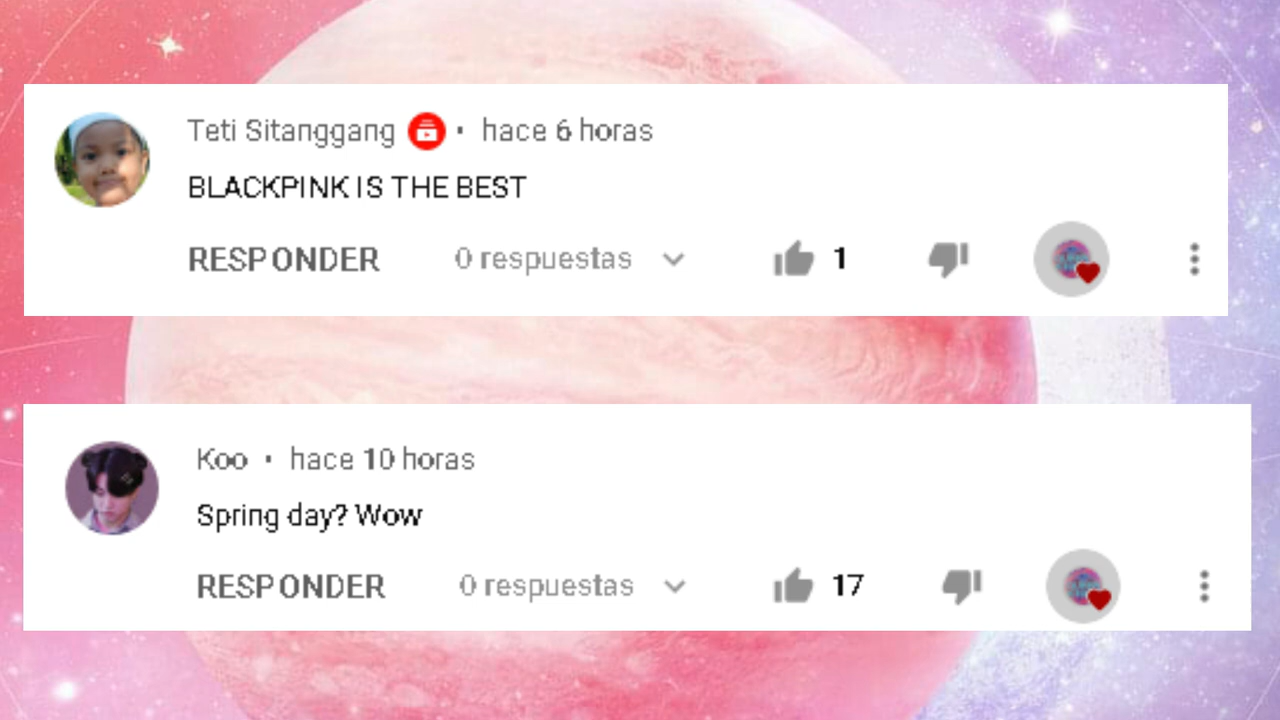 Teti Sitanggang · hace 6 horas
BLACKPINK IS THE BEST
RESPONDER 0 respuestas 1
Koo · hace 10 horas
Spring day? Wow
RESPONDER 0 respuestas 17